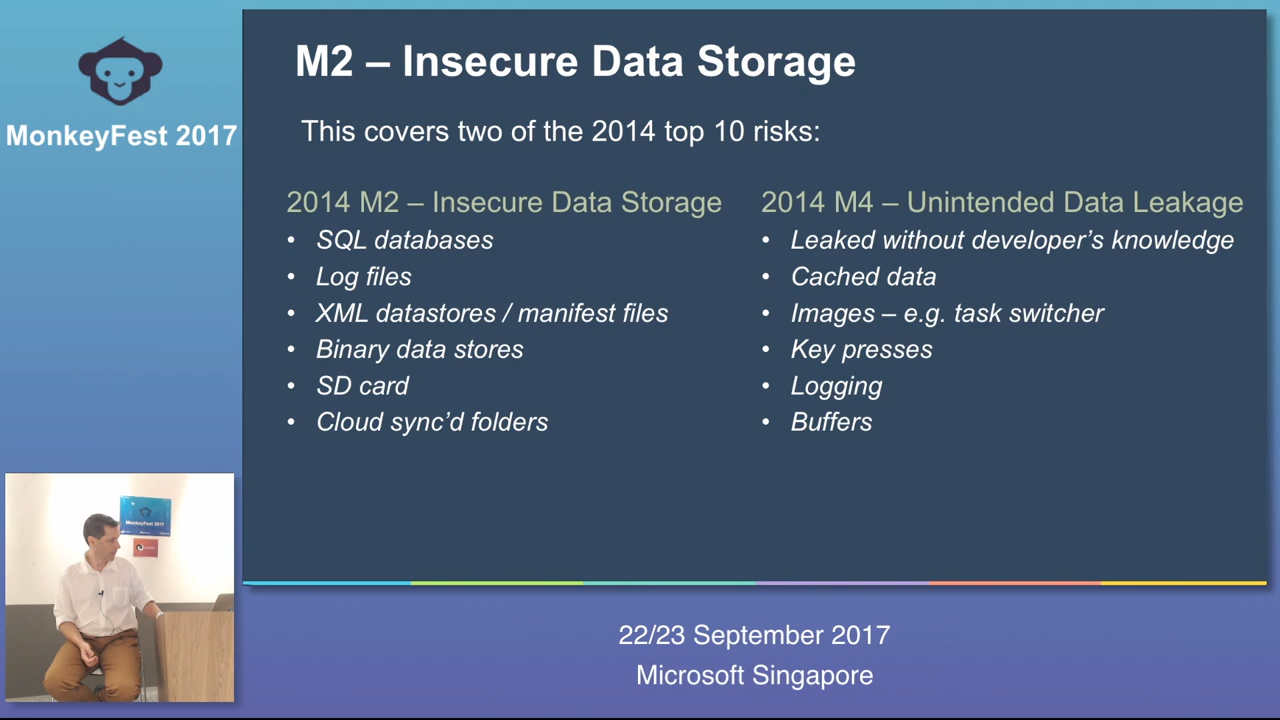 MonkeyFest 2017
M2 – Insecure Data Storage
This covers two of the 2014 top 10 risks:
2014 M2 – Insecure Data Storage
• SQL databases
• Log files
• XML datastores / manifest files
• Binary data stores
• SD card
• Cloud sync’d folders
2014 M4 – Unintended Data Leakage
• Leaked without developer’s knowledge
• Cached data
• Images – e.g. task switcher
• Key presses
• Logging
• Buffers
MonkeyFest 2017
22/23 September 2017
Microsoft Singapore